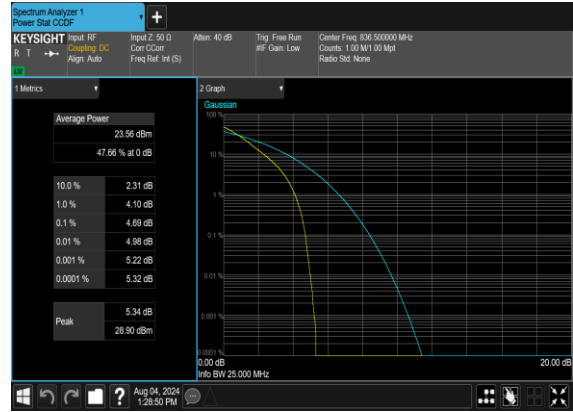 Spectrum Analyzer 1
Power Stat CCDF
KEYSIGHT
R T
LXI
Input: RF
Coupling: DC
Align: Auto
Input Z: 50 Ω
Corr CCorr
Freq Ref: Int (S)
Atten: 40 dB
Trig: Free Run
#IF Gain: Low
Center Freq: 836.500000 MHz
Counts: 1.00 M/1.00 Mpt
Radio Std: None
1 Metrics
Average Power
23.56 dBm
47.66 % at 0 dB
10.0 % 2.31 dB
1.0 % 4.10 dB
0.1 % 4.69 dB
0.01 % 4.98 dB
0.001 % 5.22 dB
0.0001 % 5.32 dB
Peak
5.34 dB
28.90 dBm
2 Graph
Gaussian
100 %
10 %
1 %
0.1 %
0.01 %
0.001 %
0.0001 %
0.00 dB
20.00 dB
Info BW 25.000 MHz
?
Aug 04, 2024
1:28:50 PM